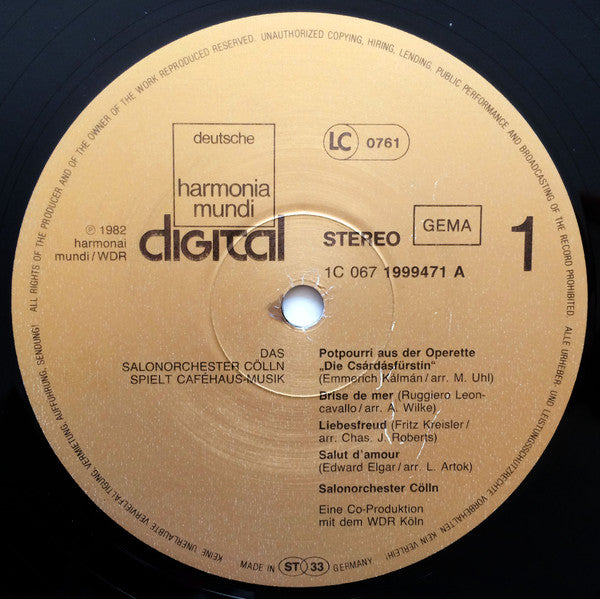 ALL RIGHTS OF THE PRODUCER AND OF THE OWNER OF THE WORK REPRODUCED RESERVED. UNAUTHORIZED COPYING, HIRING, LENDING, PUBLIC PERFORMANCE AND BROADCASTING OF THE RECORD PROHIBITED.
ALLE URHEBER- UND LEISTUNGSSCHUTZRECHTE VORBEHALTEN. KEIN VERLEIH!
KEINE UNERLAUBTE VERVIELFÄLTIGUNG, VERMIETUNG, AUFFÜHRUNG, SENDUNG!
deutsche
harmonia
mundi
digital
LC 0761
℗ 1982
harmonai
mundi/WDR
STEREO
GEMA
1
1C 067 1999471 A
DAS
SALONORCHESTER CÖLLN
SPIELT CAFÉHAUS-MUSIK
Potpourri aus der Operette
„Die Csárdásfürstin"
(Emmerich Kálmán/arr. M. Uhl)
Brise de mer (Ruggiero Leon-
cavallo/arr. A. Wilke)
Liebesfreud (Fritz Kreisler/
arr. Chas. J. Roberts)
Salut d'amour
(Edward Elgar/arr. L. Artok)
Salonorchester Cölln
Eine Co-Produktion
mit dem WDR Köln
MADE IN ST 33 GERMANY